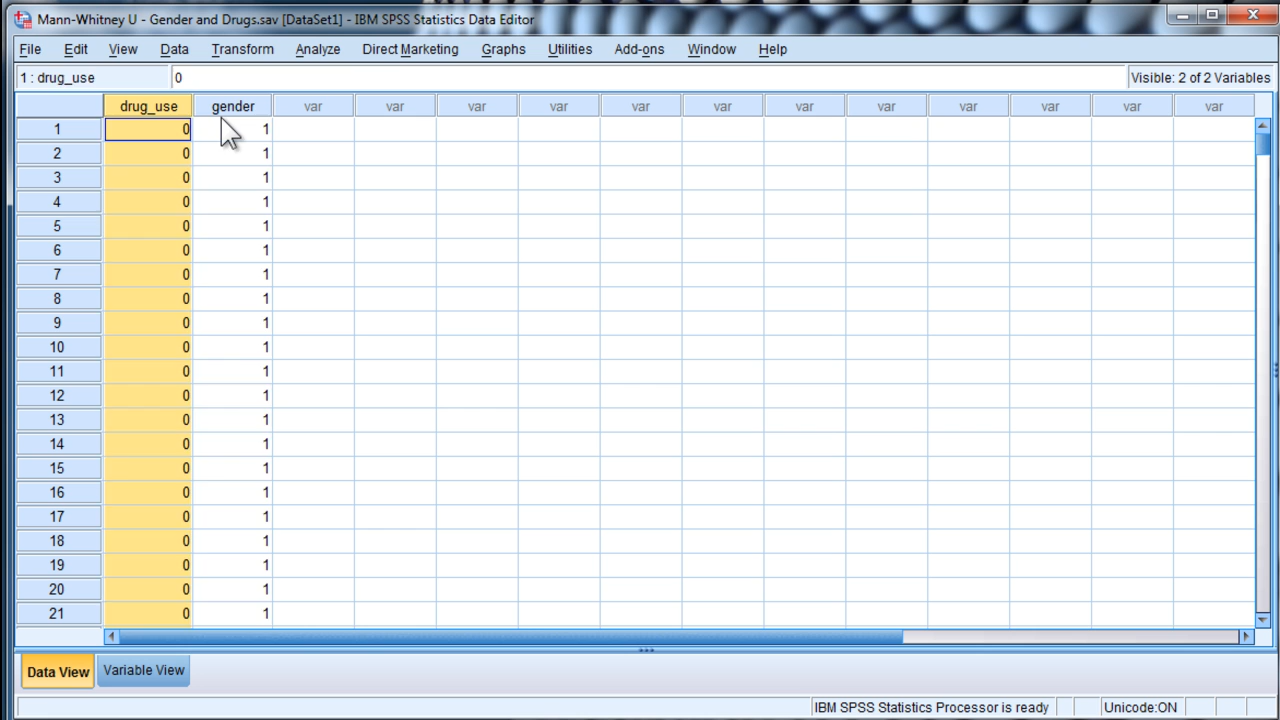 Mann-Whitney U - Gender and Drugs.sav [DataSet1] - IBM SPSS Statistics Data Editor
File Edit View Data Transform Analyze Direct Marketing Graphs Utilities Add-ons Window Help
1 : drug_use 0 Visible: 2 of 2 Variables
drug_use gender var var var var var var var var var var var var
1 0 1
2 0 1
3 0 1
4 0 1
5 0 1
6 0 1
7 0 1
8 0 1
9 0 1
10 0 1
11 0 1
12 0 1
13 0 1
14 0 1
15 0 1
16 0 1
17 0 1
18 0 1
19 0 1
20 0 1
21 0 1
Data View Variable View
IBM SPSS Statistics Processor is ready Unicode:ON